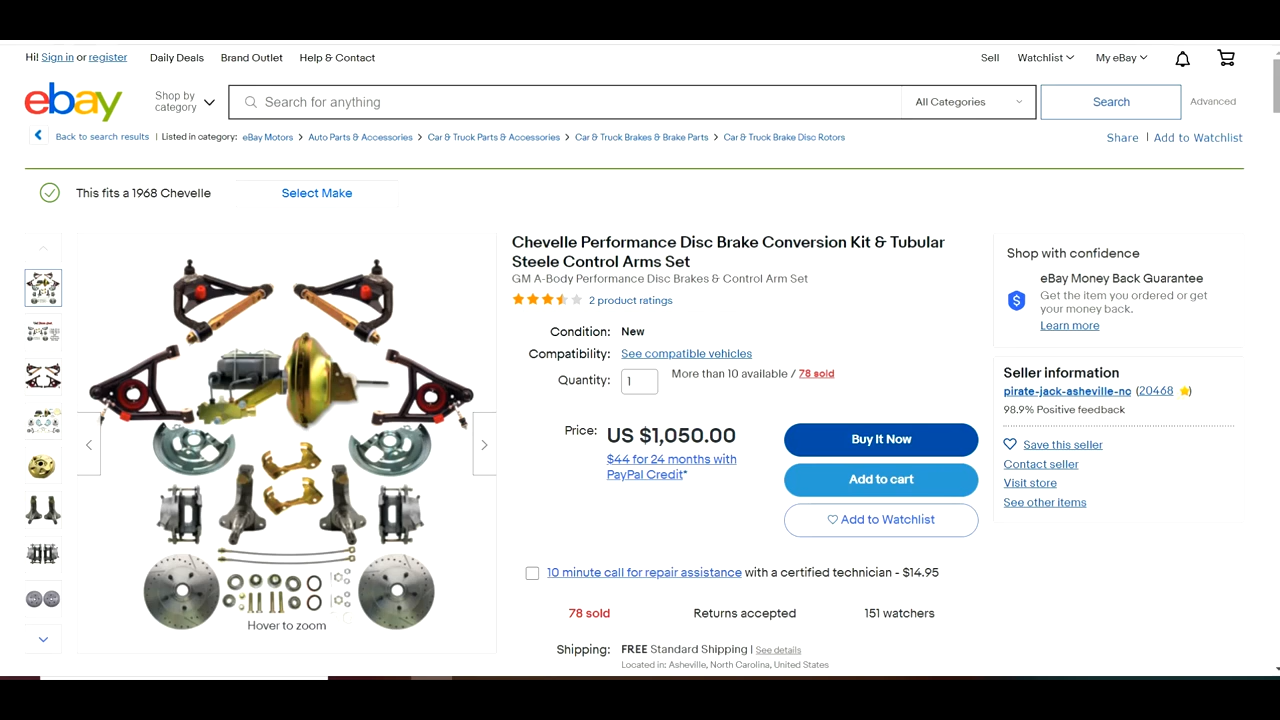 Hi! Sign in or register Daily Deals Brand Outlet Help & Contact Sell Watchlist My eBay
ebay Shop by category Search for anything All Categories Search Advanced
Back to search results | Listed in category: eBay Motors > Auto Parts & Accessories > Car & Truck Parts & Accessories > Car & Truck Brakes & Brake Parts > Car & Truck Brake Disc Rotors Share | Add to Watchlist
This fits a 1968 Chevelle Select Make
Chevelle Performance Disc Brake Conversion Kit & Tubular
Steele Control Arms Set
GM A-Body Performance Disc Brakes & Control Arm Set
2 product ratings
Condition: New
Compatibility: See compatible vehicles
Quantity: 1 More than 10 available / 78 sold
Price: US $1,050.00
$44 for 24 months with
PayPal Credit*
Buy It Now
Add to cart
Add to Watchlist
10 minute call for repair assistance with a certified technician - $14.95
78 sold Returns accepted 151 watchers
Shipping: FREE Standard Shipping | See details
Located in: Asheville, North Carolina, United States
Hover to zoom
Shop with confidence
eBay Money Back Guarantee
Get the item you ordered or get
your money back.
Learn more
Seller information
pirate-jack-asheville-nc (20468)
98.9% Positive feedback
Save this seller
Contact seller
Visit store
See other items